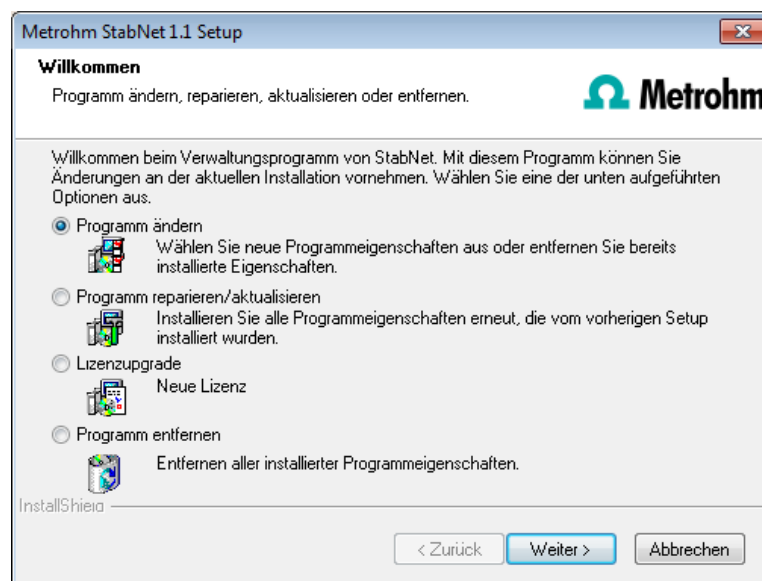 Metrohm StabNet 1.1 Setup
Willkommen
Programm ändern, reparieren, aktualisieren oder entfernen.
Metrohm
Willkommen beim Verwaltungsprogramm von StabNet. Mit diesem Programm können Sie
Änderungen an der aktuellen Installation vornehmen. Wählen Sie eine der unten aufgeführten
Optionen aus.
Programm ändern
Wählen Sie neue Programmeigenschaften aus oder entfernen Sie bereits
installierte Eigenschaften.
Programm reparieren/aktualisieren
Installieren Sie alle Programmeigenschaften erneut, die vom vorherigen Setup
installiert wurden.
Lizenzupgrade
Neue Lizenz
Programm entfernen
Entfernen aller installierter Programmeigenschaften.
InstallShield
< Zurück
Weiter >
Abbrechen